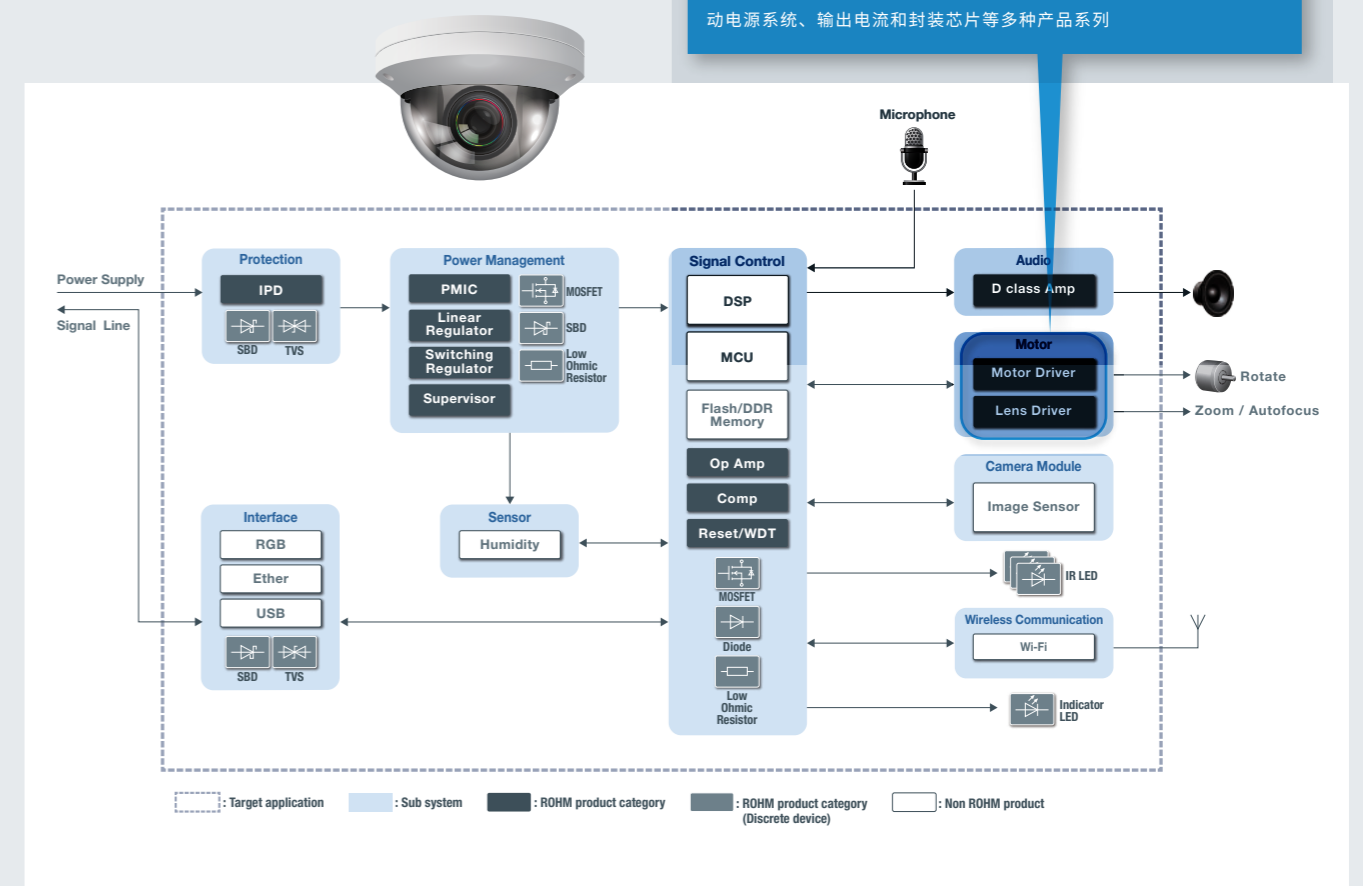 动电源系统、输出电流和封装芯片等多种产品系列
Microphone
Power Supply
Signal Line
Protection
IPD
SBD
TVS
Power Management
PMIC
MOSFET
Linear
Regulator
SBD
Switching
Regulator
Low
Ohmic
Resistor
Supervisor
Signal Control
DSP
MCU
Flash/DDR
Memory
Op Amp
Comp
Reset/WDT
MOSFET
Diode
Low
Ohmic
Resistor
Audio
D class Amp
Motor
Motor Driver
Lens Driver
Rotate
Zoom / Autofocus
Camera Module
Image Sensor
IR LED
Wireless Communication
Wi-Fi
Indicator
LED
Interface
RGB
Ether
USB
SBD
TVS
Sensor
Humidity
: Target application
: Sub system
: ROHM product category
: ROHM product category
(Discrete device)
: Non ROHM product